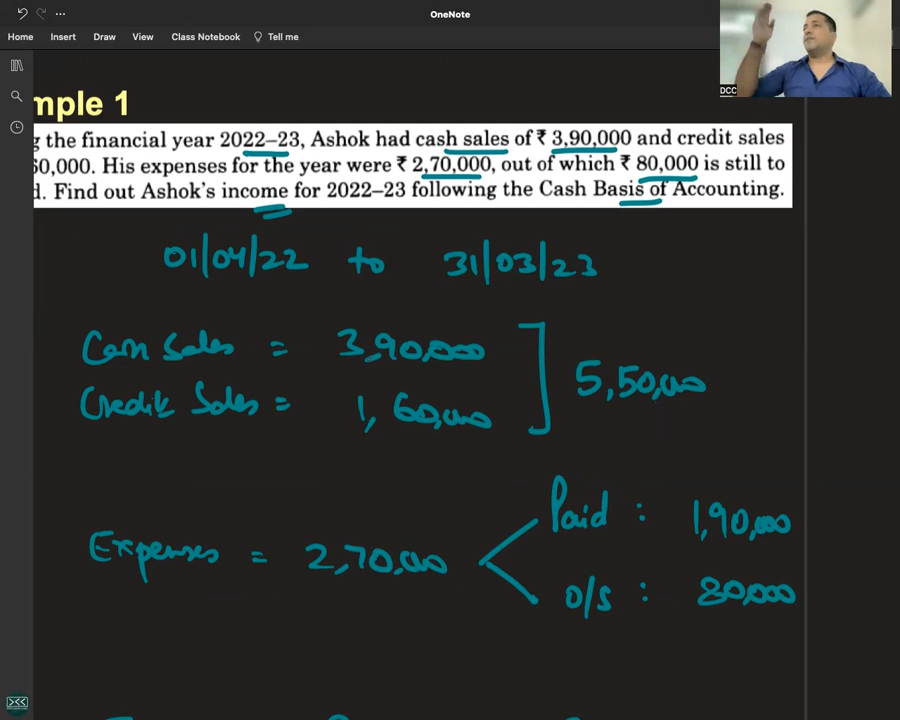 OneNote
Home Insert Draw View Class Notebook Tell me
DCC
mple 1
g the financial year 2022–23, Ashok had cash sales of ₹ 3,90,000 and credit sales
60,000. His expenses for the year were ₹ 2,70,000, out of which ₹ 80,000 is still to
d. Find out Ashok's income for 2022–23 following the Cash Basis of Accounting.
01/04/22 to 31/03/23
Cash Sales = 3,90,000
Credit Sales = 1,60,000
5,50,000
Paid : 1,90,000
Expenses = 2,70,000
O/S : 80,000